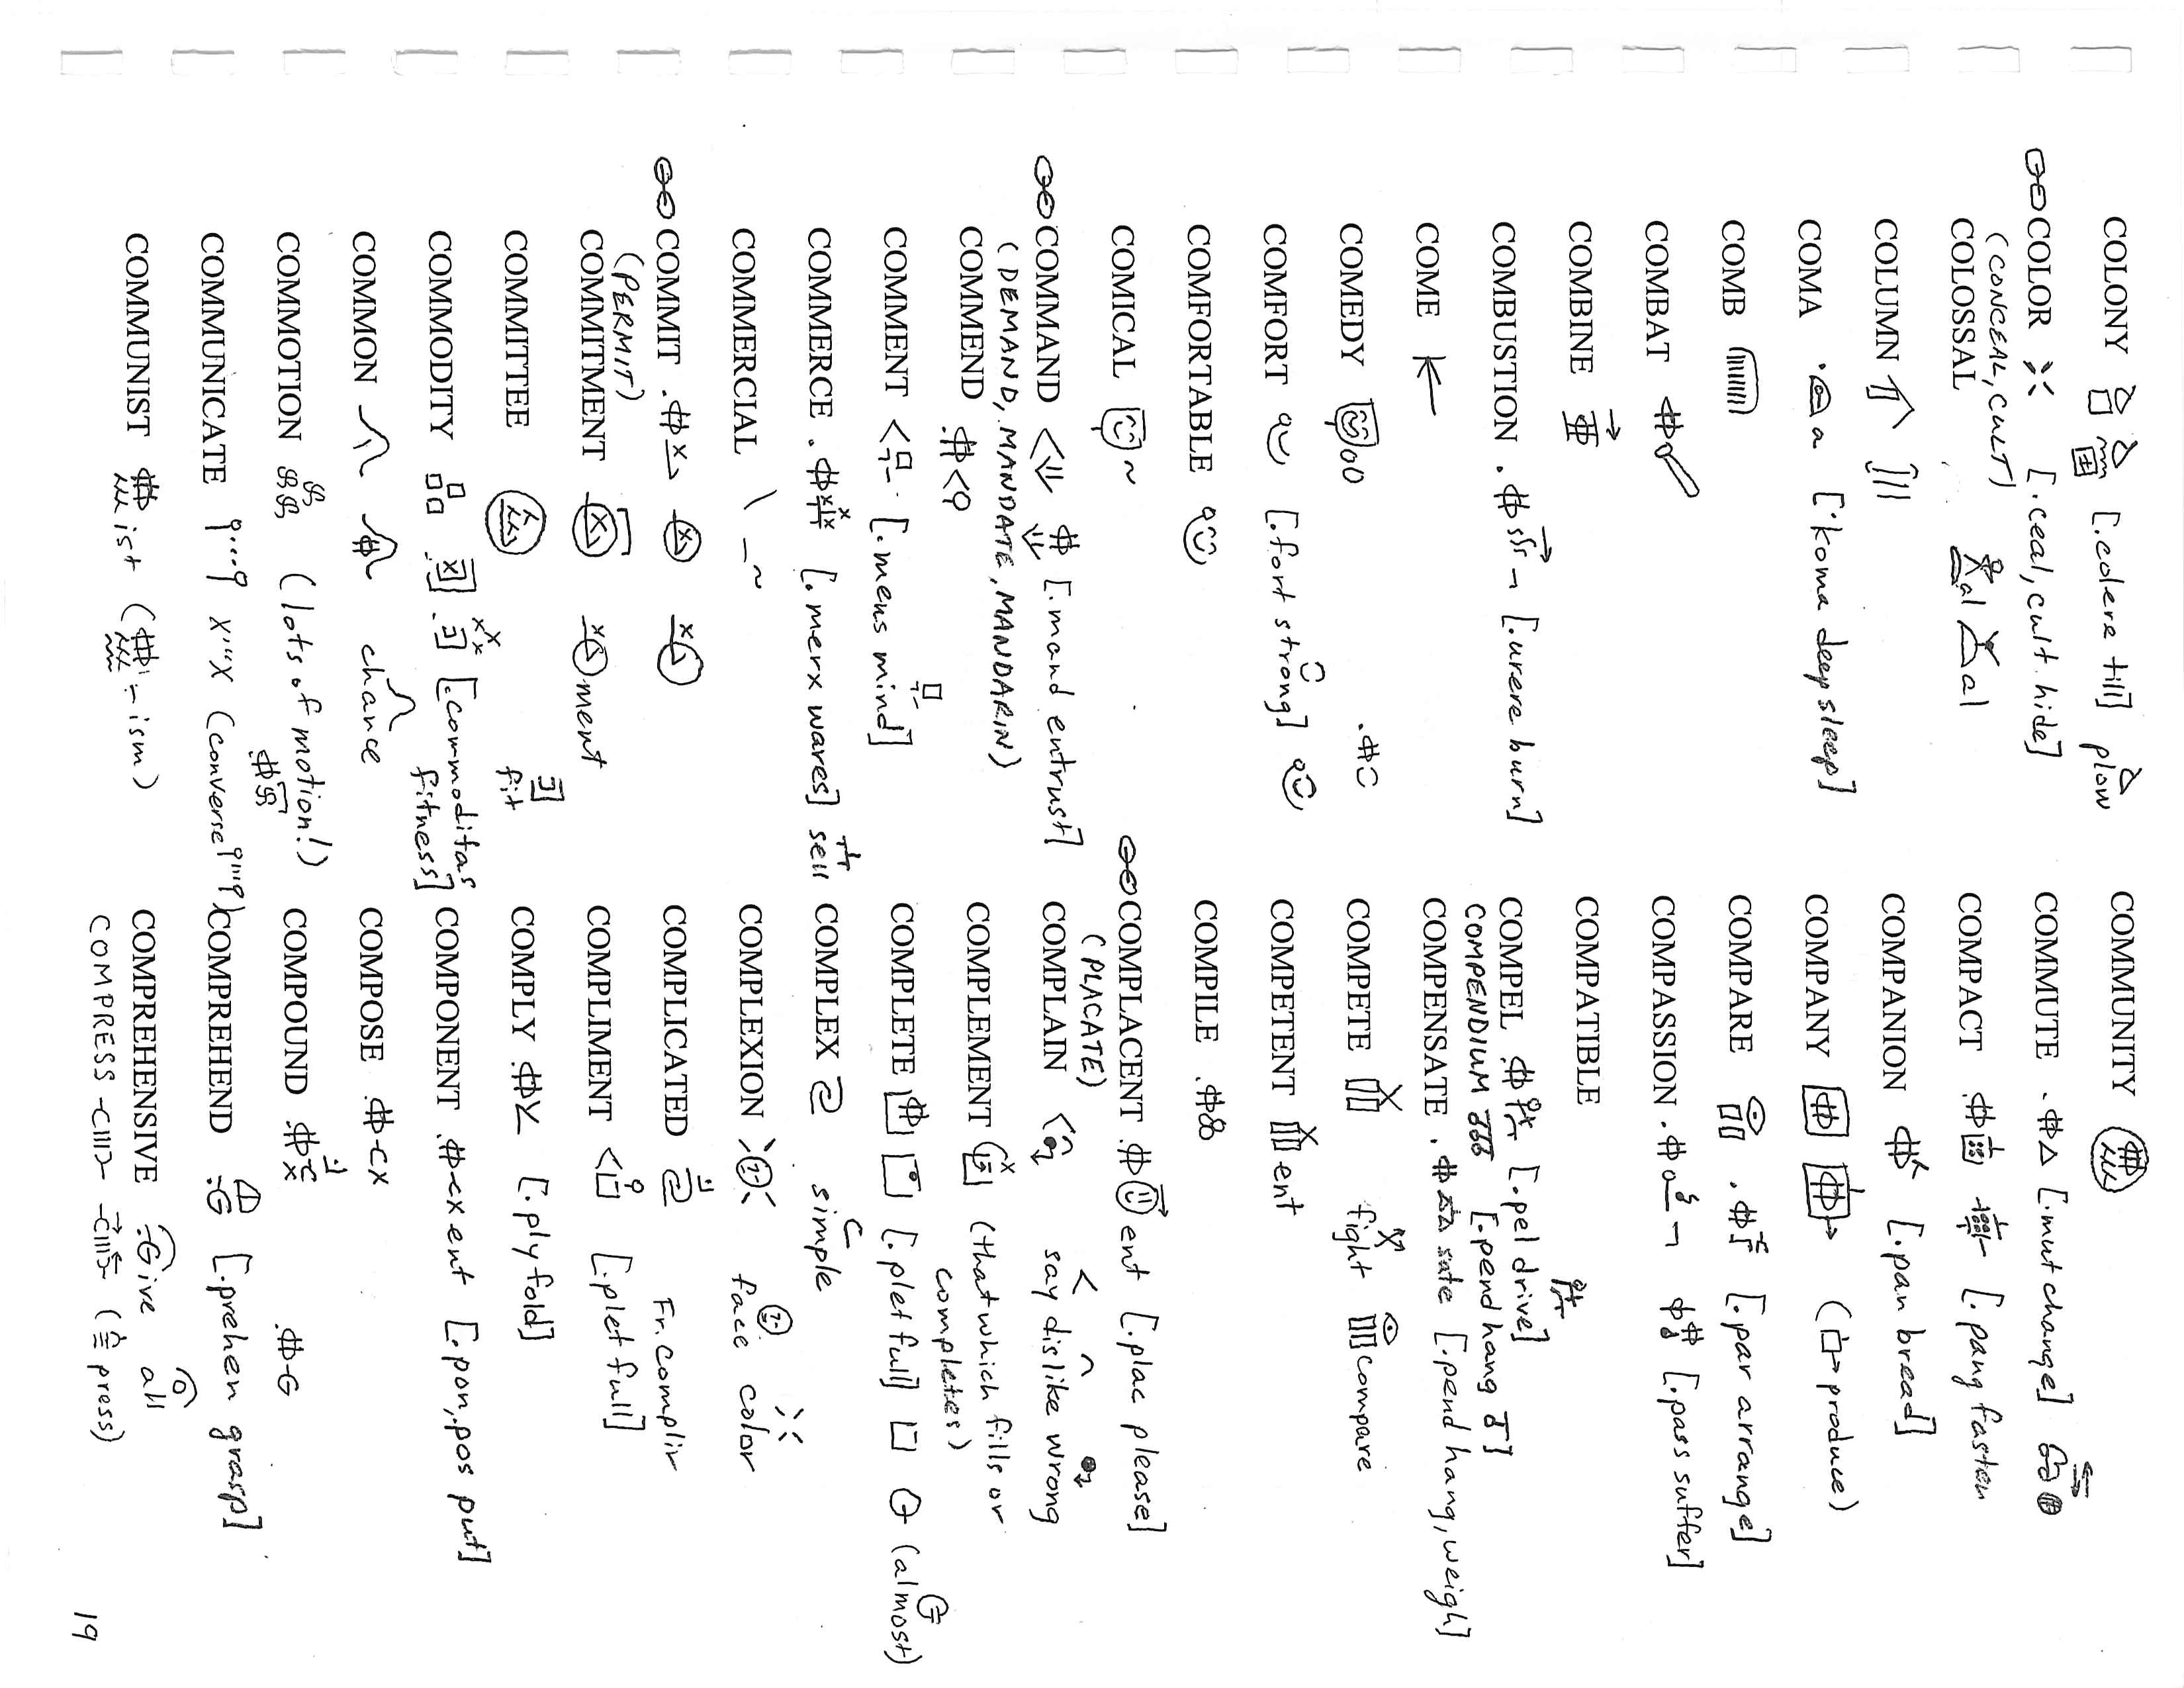 COLONY [.colere till] plow
COLOR [.ceal, cult. hide]
(CONCEAL, CULT)
COLOSSAL al al
COLUMN
COMA a [.koma deep sleep]
COMB
COMBAT
COMBINE
COMBUSTION [.urere burn]
COME
COMEDY
COMFORT [.fort strong]
COMFORTABLE
COMICAL
COMMAND [.mand entrust]
(DEMAND, MANDATE, MANDARIN)
COMMEND
COMMENT [.mens mind]
COMMERCE [.merx wares] sell
COMMERCIAL
COMMIT
(PERMIT)
COMMITMENT ment
COMMITTEE fit
COMMODITY [commoditas
fitness]
COMMON chance
COMMOTION (lots of motion!)
COMMUNICATE (converse)
COMMUNIST ist (-ism)
COMMUNITY
COMMUTE [.mut change]
COMPACT [.pang fasten
COMPANION [.pan bread]
COMPANY (produce)
COMPARE [.par arrange]
COMPASSION [.pass suffer]
COMPATIBLE
COMPEL [.pel drive]
COMPENDIUM [.pend hang]
COMPENSATE sate [.pend hang, weigh]
COMPETE fight compare
COMPETENT ent
COMPILE
COMPLACENT ent [.plac please]
(PLACATE)
COMPLAIN say dislike wrong
COMPLEMENT (that which fills or
completes)
COMPLETE [.plet full] (almost)
COMPLEX simple
COMPLEXION face color
COMPLICATED Fr. complir
COMPLIMENT [.plet full]
COMPLY [.ply fold]
COMPONENT ent [.pon, .pos put]
COMPOSE
COMPOUND
COMPREHEND [.prehen grasp]
COMPREHENSIVE ive all
COMPRESS (press)
19